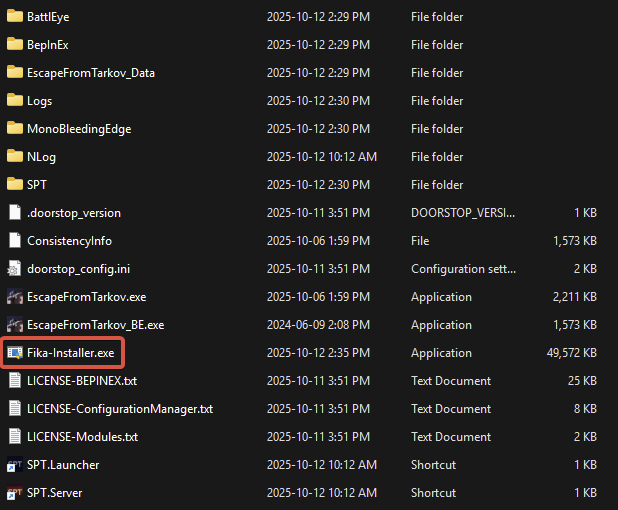 BattlEye 2025-10-12 2:29 PM File folder
BepInEx 2025-10-12 2:29 PM File folder
EscapeFromTarkov_Data 2025-10-12 2:29 PM File folder
Logs 2025-10-12 2:30 PM File folder
MonoBleedingEdge 2025-10-12 2:30 PM File folder
NLog 2025-10-12 10:12 AM File folder
SPT 2025-10-12 2:30 PM File folder
.doorstop_version 2025-10-11 3:51 PM DOORSTOP_VERSI... 1 KB
ConsistencyInfo 2025-10-06 1:59 PM File 1,573 KB
doorstop_config.ini 2025-10-11 3:51 PM Configuration sett... 2 KB
EscapeFromTarkov.exe 2025-10-06 1:59 PM Application 2,211 KB
EscapeFromTarkov_BE.exe 2024-06-09 2:08 PM Application 1,573 KB
Fika-Installer.exe 2025-10-12 2:35 PM Application 49,572 KB
LICENSE-BEPINEX.txt 2025-10-11 3:51 PM Text Document 25 KB
LICENSE-ConfigurationManager.txt 2025-10-11 3:51 PM Text Document 8 KB
LICENSE-Modules.txt 2025-10-11 3:51 PM Text Document 2 KB
SPT SPT.Launcher 2025-10-12 10:12 AM Shortcut
SPT SPT.Server 2025-10-12 10:12 AM Shortcut